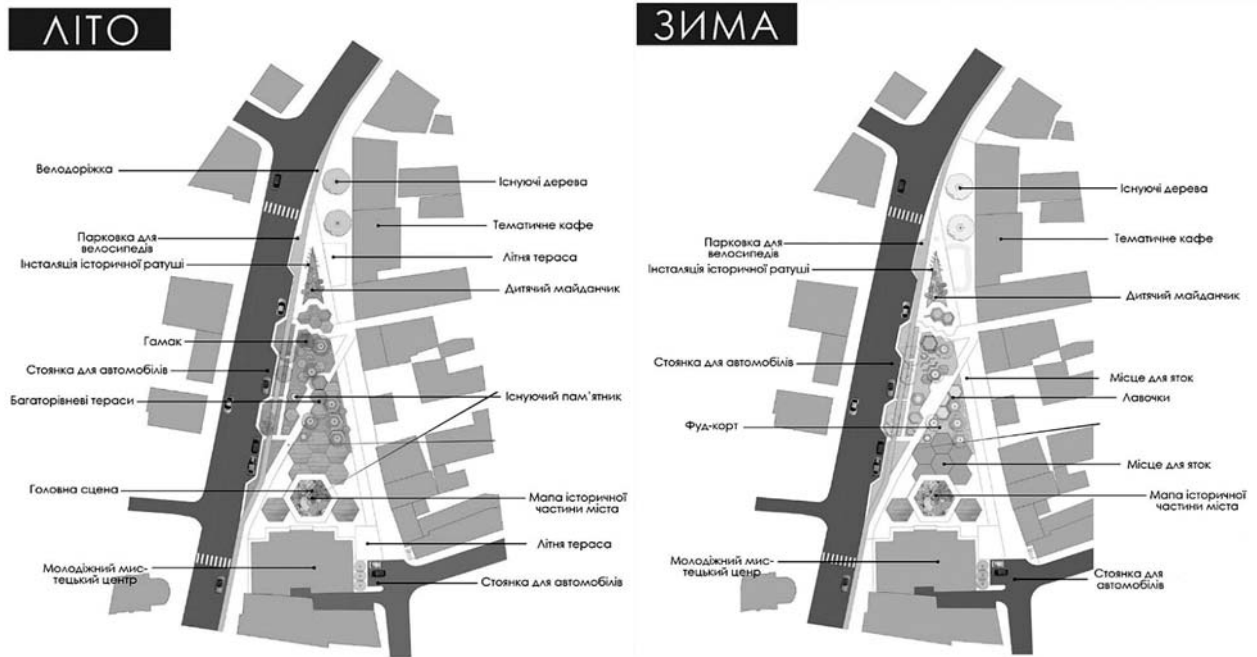 ЛІТО
Велодоріжка
Існуючі дерева
Тематичне кафе
Парковка для
велосипедів
Літня тераса
Інсталяція історичної ратуші
Дитячий майданчик
Гамак
Стоянка для автомобілів
Багаторівневі тераси
Існуючий пам'ятник
Головна сцена
Мапа історичної
частини міста
Літня тераса
Молодіжний мис-
тецький центр
Стоянка для автомобілів
ЗИМА
Існуючі дерева
Парковка для
велосипедів
Тематичне кафе
Інсталяція історичної ратуші
Дитячий майданчик
Стоянка для автомобілів
Місце для яток
Лавочки
Фуд-корт
Місце для яток
Мапа історичної
частини міста
Молодіжний мис-
тецький ценр
Стоянка для
автомобілів